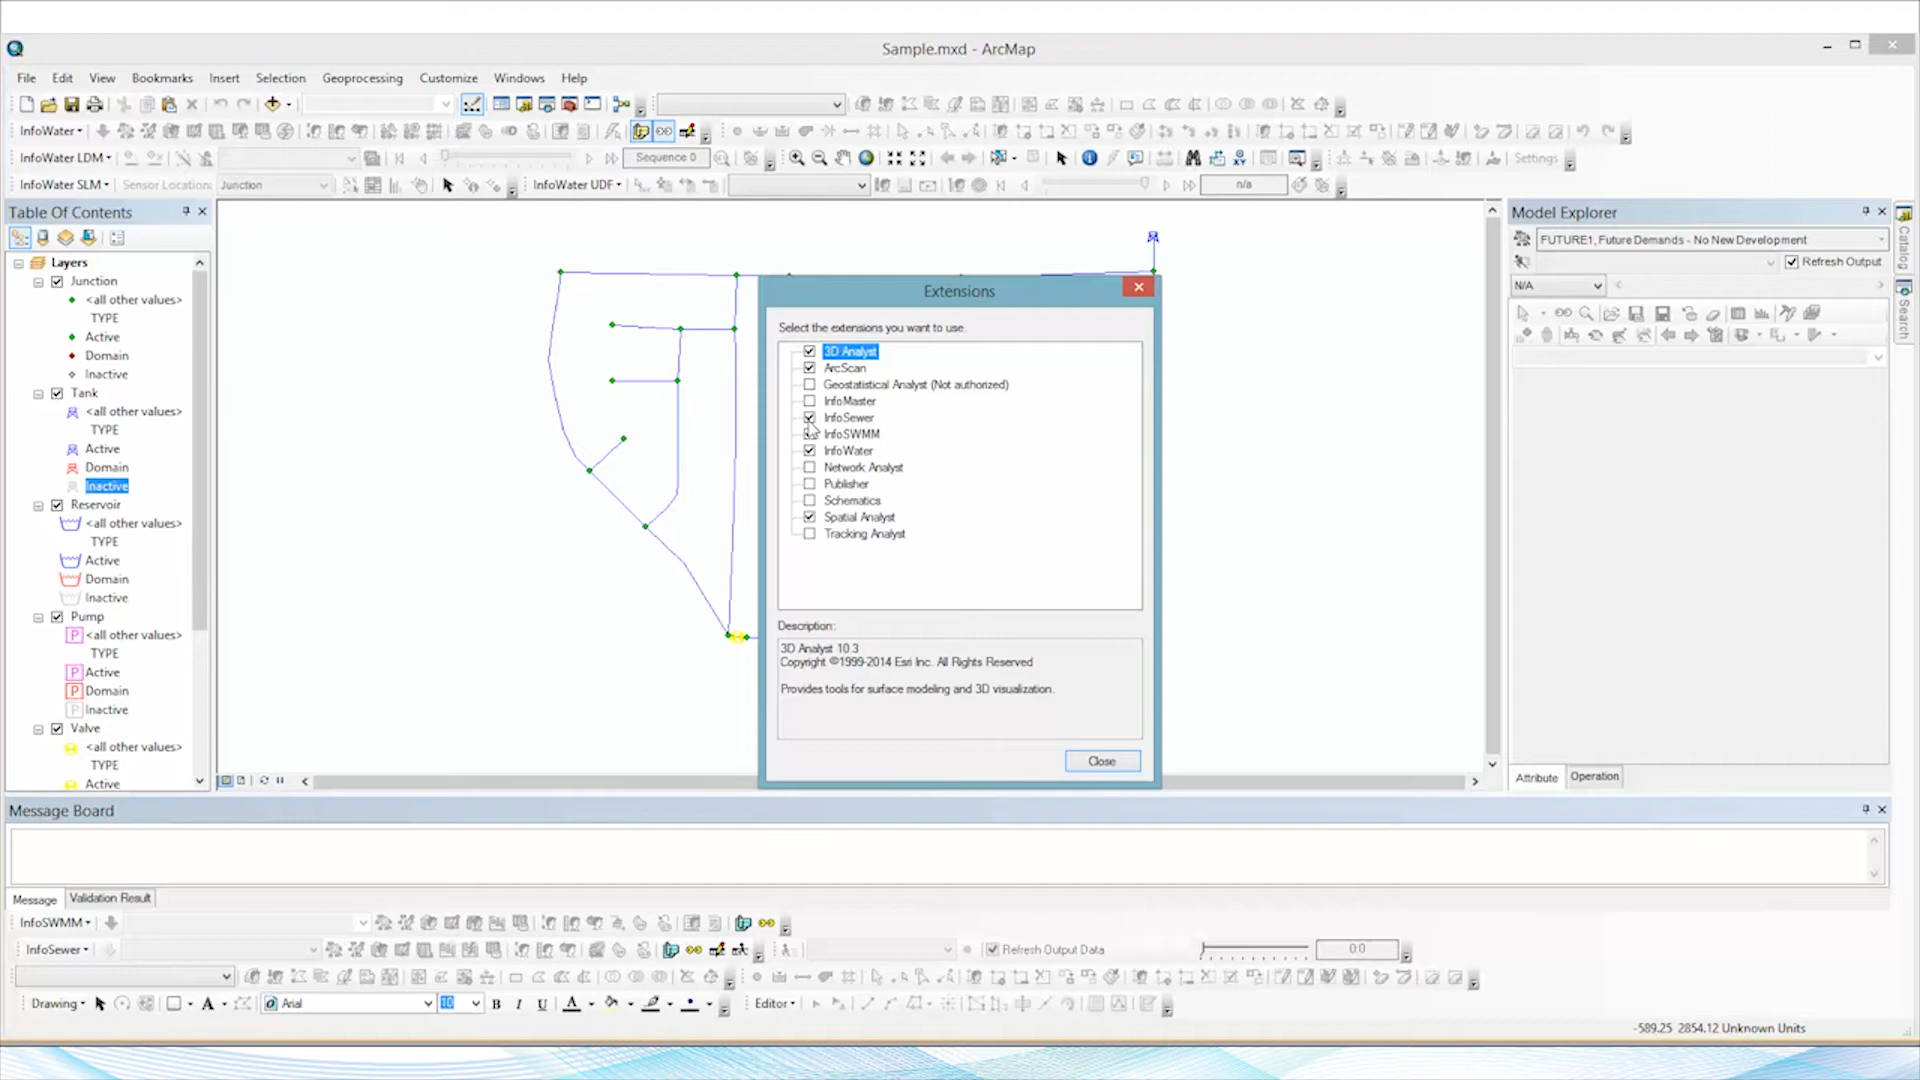 Sample.mxd - ArcMap
File Edit View Bookmarks Insert Selection Geoprocessing Customize Windows Help
InfoWater
InfoWater LDM
Sequence 0
Settings
InfoWater SLM Sensor Location: Junction
InfoWater UDF
n/a
Table Of Contents
Layers
Junction
<all other values>
TYPE
Active
Domain
Inactive
Tank
<all other values>
TYPE
Active
Domain
Inactive
Reservoir
<all other values>
TYPE
Active
Domain
Inactive
Pump
P <all other values>
TYPE
P Active
P Domain
P Inactive
Valve
<all other values>
TYPE
Active
Extensions
Select the extensions you want to use.
3D Analyst
ArcScan
Geostatistical Analyst (Not authorized)
InfoMaster
InfoSewer
InfoSWMM
InfoWater
Network Analyst
Publisher
Schematics
Spatial Analyst
Tracking Analyst
Description:
3D Analyst 10.3
Copyright ©1999-2014 Esri Inc. All Rights Reserved
Provides tools for surface modeling and 3D visualization.
Close
Model Explorer
FUTURE1, Future Demands - No New Development
Refresh Output
N/A
Attribute Operation
Catalog
Search
Message Board
Message Validation Result
InfoSWMM
InfoSewer
Refresh Output Data
0:0
Drawing
A
Arial
10
B I U A
Editor
-589.25 2854.12 Unknown Units